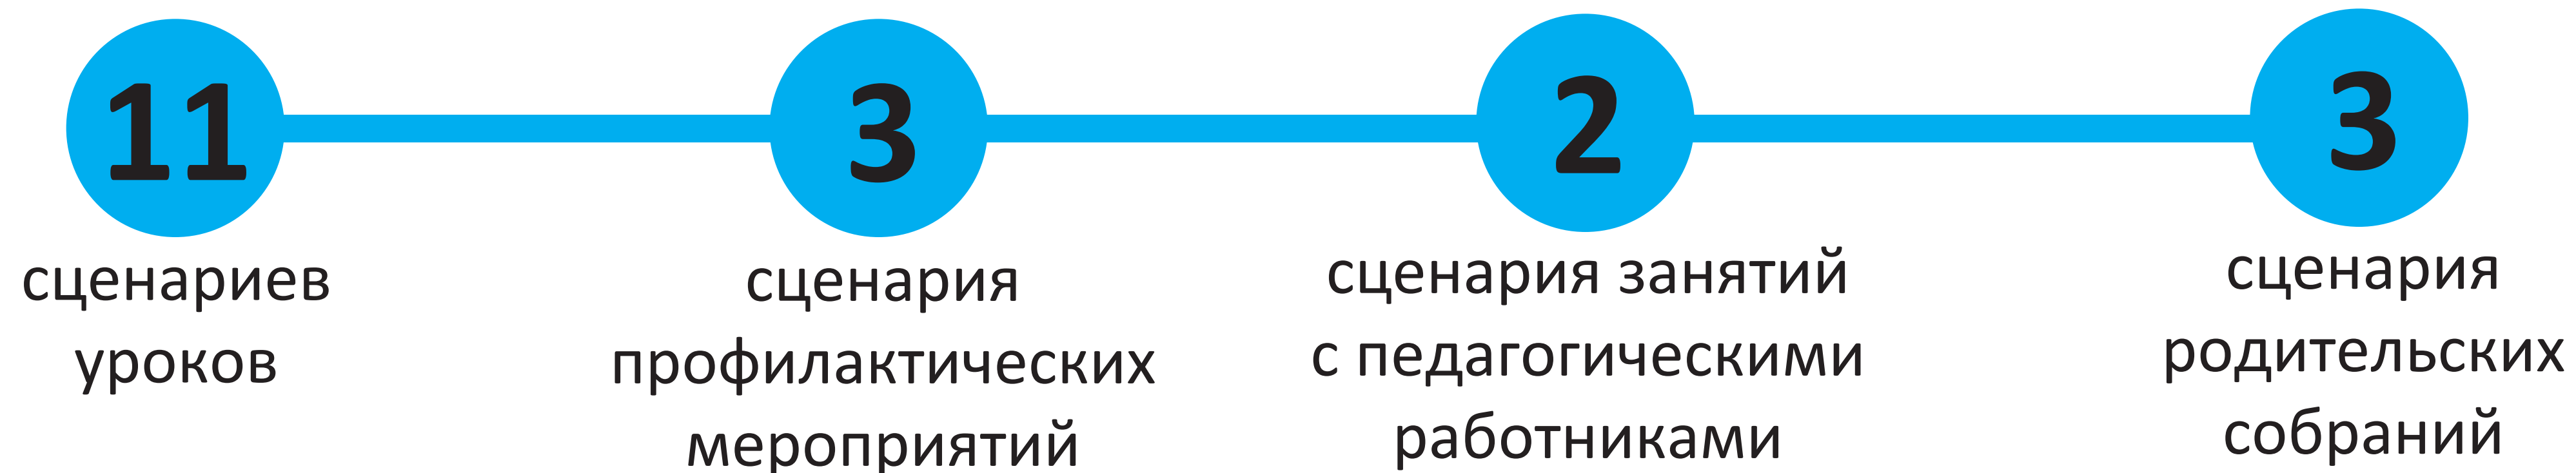 11
сценариев
уроков
3
сценария
профилактических
мероприятий
2
сценария занятий
с педагогическими
работниками
3
сценария
родительских
собраний